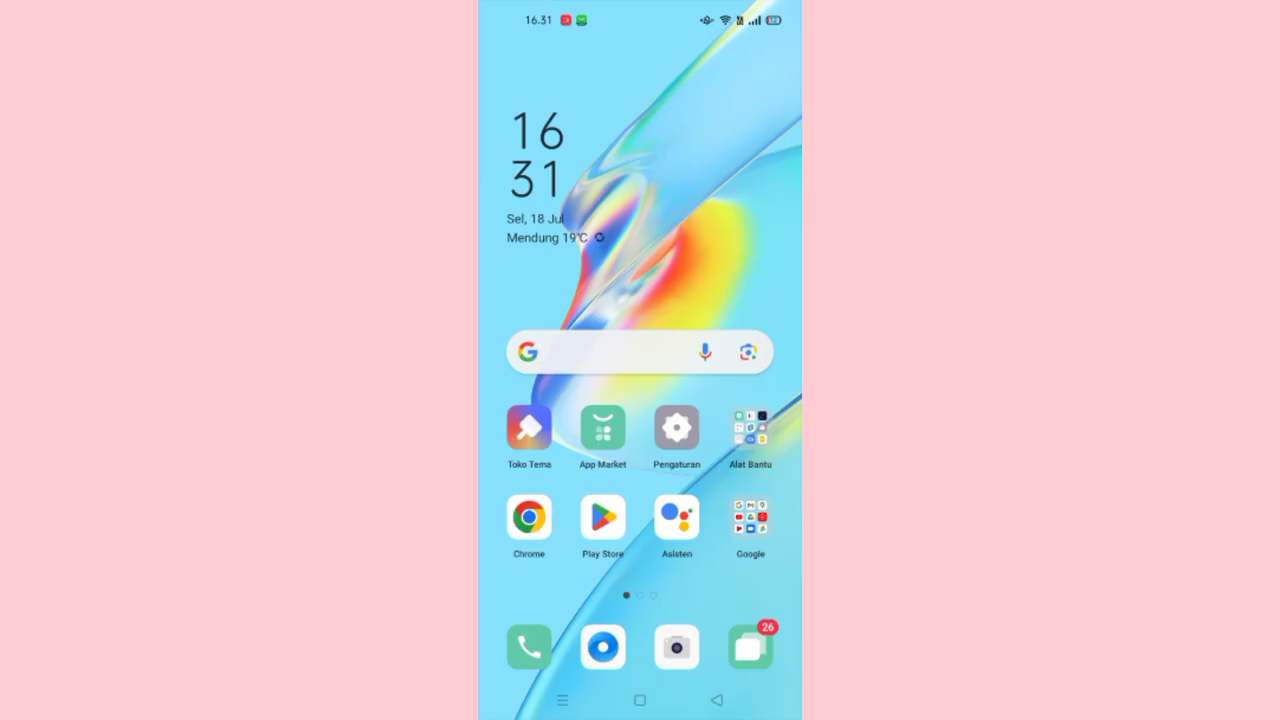 16.31
16
31
Sel, 18 Jul
Mendung 19°C
Toko Tema
App Market
Pengaturan
Alat Bantu
Chrome
Play Store
Asisten
Google
26